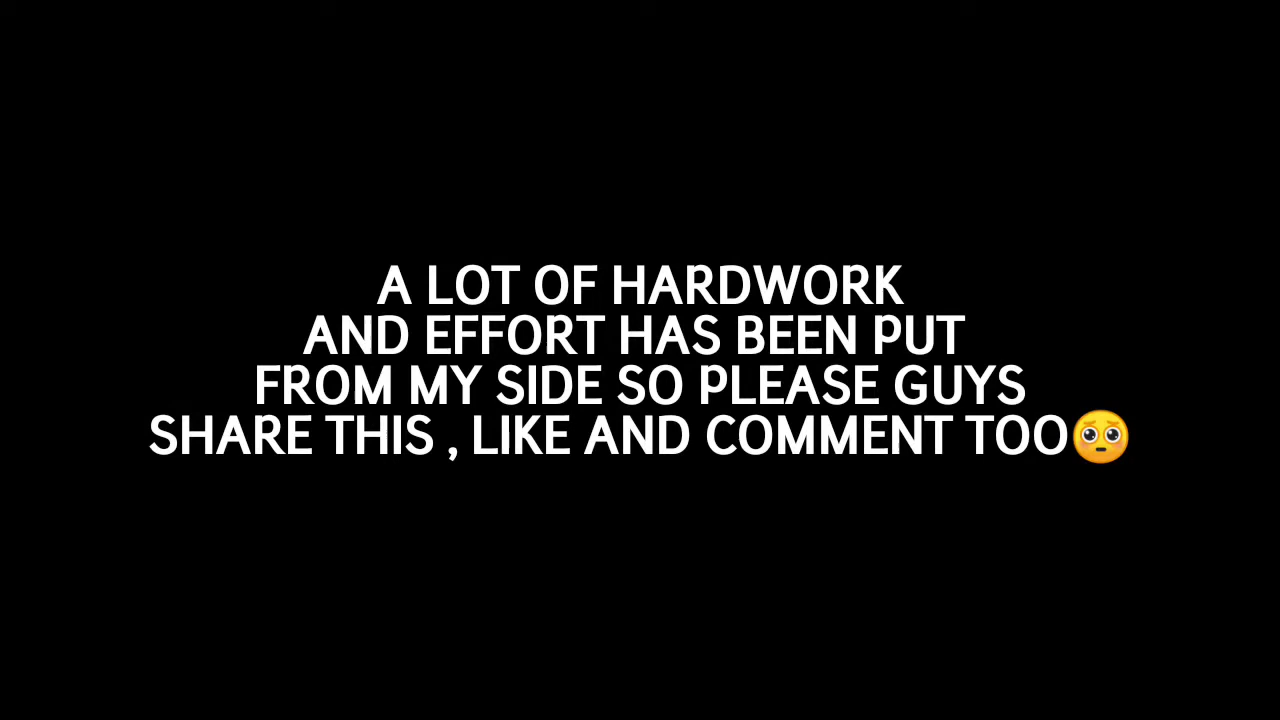 A LOT OF HARDWORK
AND EFFORT HAS BEEN PUT
FROM MY SIDE SO PLEASE GUYS
SHARE THIS , LIKE AND COMMENT TOO🥺